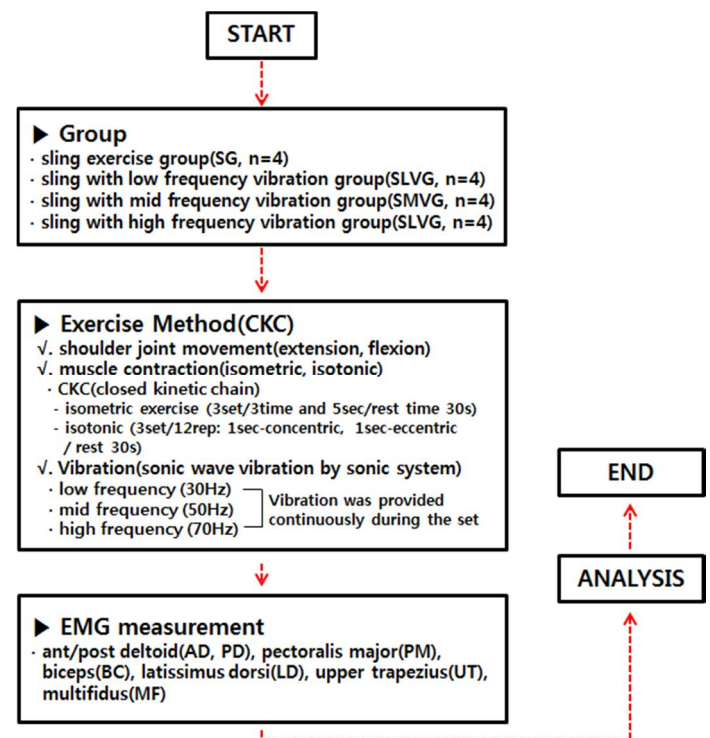 START
▶ Group
· sling exercise group(SG, n=4)
· sling with low frequency vibration group(SLVG, n=4)
· sling with mid frequency vibration group(SMVG, n=4)
· sling with high frequency vibration group(SLVG, n=4)
▶ Exercise Method(CKC)
√. shoulder joint movement(extension, flexion)
√. muscle contraction(isometric, isotonic)
· CKC(closed kinetic chain)
- isometric exercise (3set/3time and 5sec/rest time 30s)
- isotonic (3set/12rep: 1sec-concentric, 1sec-eccentric
/ rest 30s)
√. Vibration(sonic wave vibration by sonic system)
· low frequency (30Hz)
· mid frequency (50Hz)
· high frequency (70Hz)
Vibration was provided
continuously during the set
▶ EMG measurement
· ant/post deltoid(AD, PD), pectoralis major(PM),
biceps(BC), latissimus dorsi(LD), upper trapezius(UT),
multifidus(MF)
ANALYSIS
END